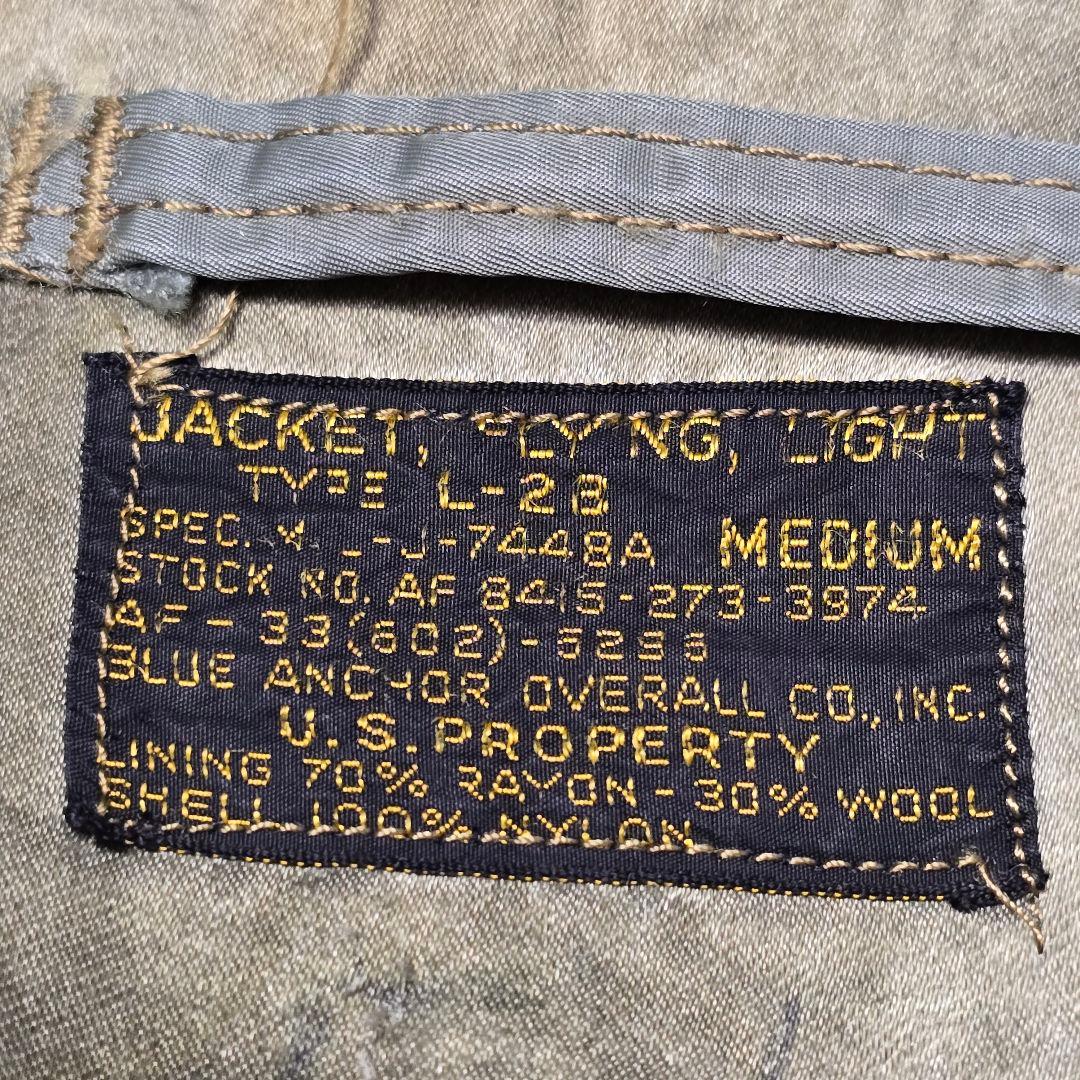 JACKET, FLYING, LIGHT
TYPE L-2B
SPEC. MIL-J-7448A MEDIUM
STOCK NO. AF 8415-273-3974
AF-33(602)-
BLUE ANCHOR OVERALL CO., INC.
U.S. PROPERTY
LINING 70% RAYON-30% WOOL
SHELL 100% NYLON